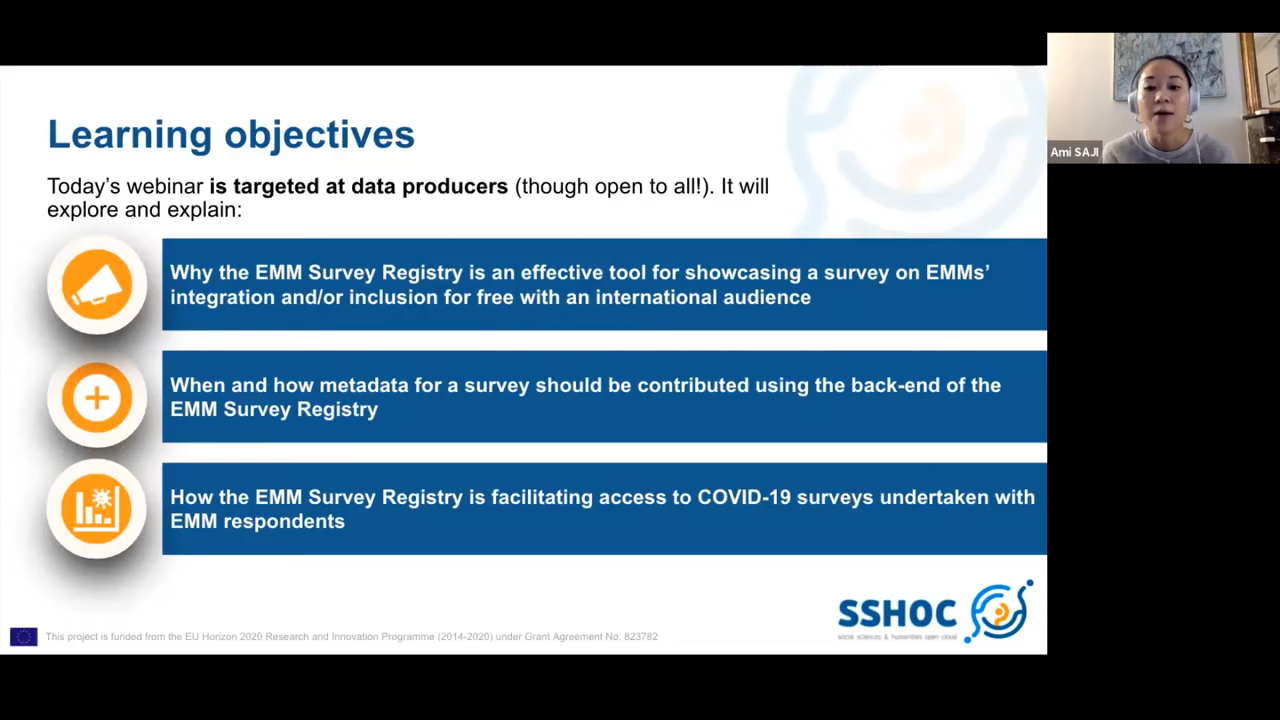 Learning objectives
Today's webinar is targeted at data producers (though open to all!). It will
explore and explain:
Why the EMM Survey Registry is an effective tool for showcasing a survey on EMMs'
integration and/or inclusion for free with an international audience
When and how metadata for a survey should be contributed using the back-end of the
EMM Survey Registry
How the EMM Survey Registry is facilitating access to COVID-19 surveys undertaken with
EMM respondents
SSHOC
social sciences & humanities open cloud
This project is funded from the EU Horizon 2020 Research and Innovation Programme (2014-2020) under Grant Agreement No. 823782
Ami SAJI